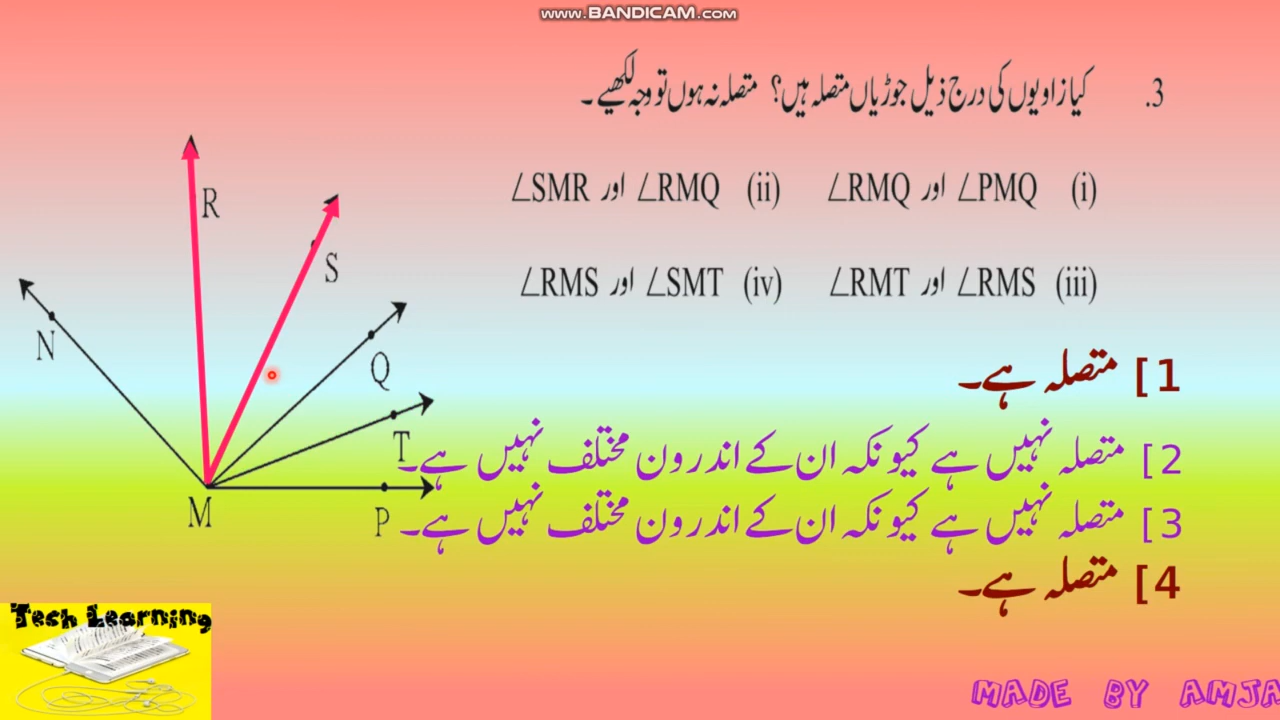 www.BANDICAM.com
3. کیا زاویوں کی درج ذیل جوڑیاں متصلہ ہیں؟ متصلہ نہ ہوں تو وجہ لکھیے۔
(i) ∠PMQ اور ∠RMQ (ii) ∠RMQ اور ∠SMR
(iii) ∠RMS اور ∠RMT (iv) ∠SMT اور ∠RMS
1] متصلہ ہے۔
2] متصلہ نہیں ہے کیونکہ ان کے اندرون مختلف نہیں ہے۔
3] متصلہ نہیں ہے کیونکہ ان کے اندرون مختلف نہیں ہے۔
4] متصلہ ہے۔
R
S
N
Q
T
M
P
Tech Learning
MADE BY AMJA